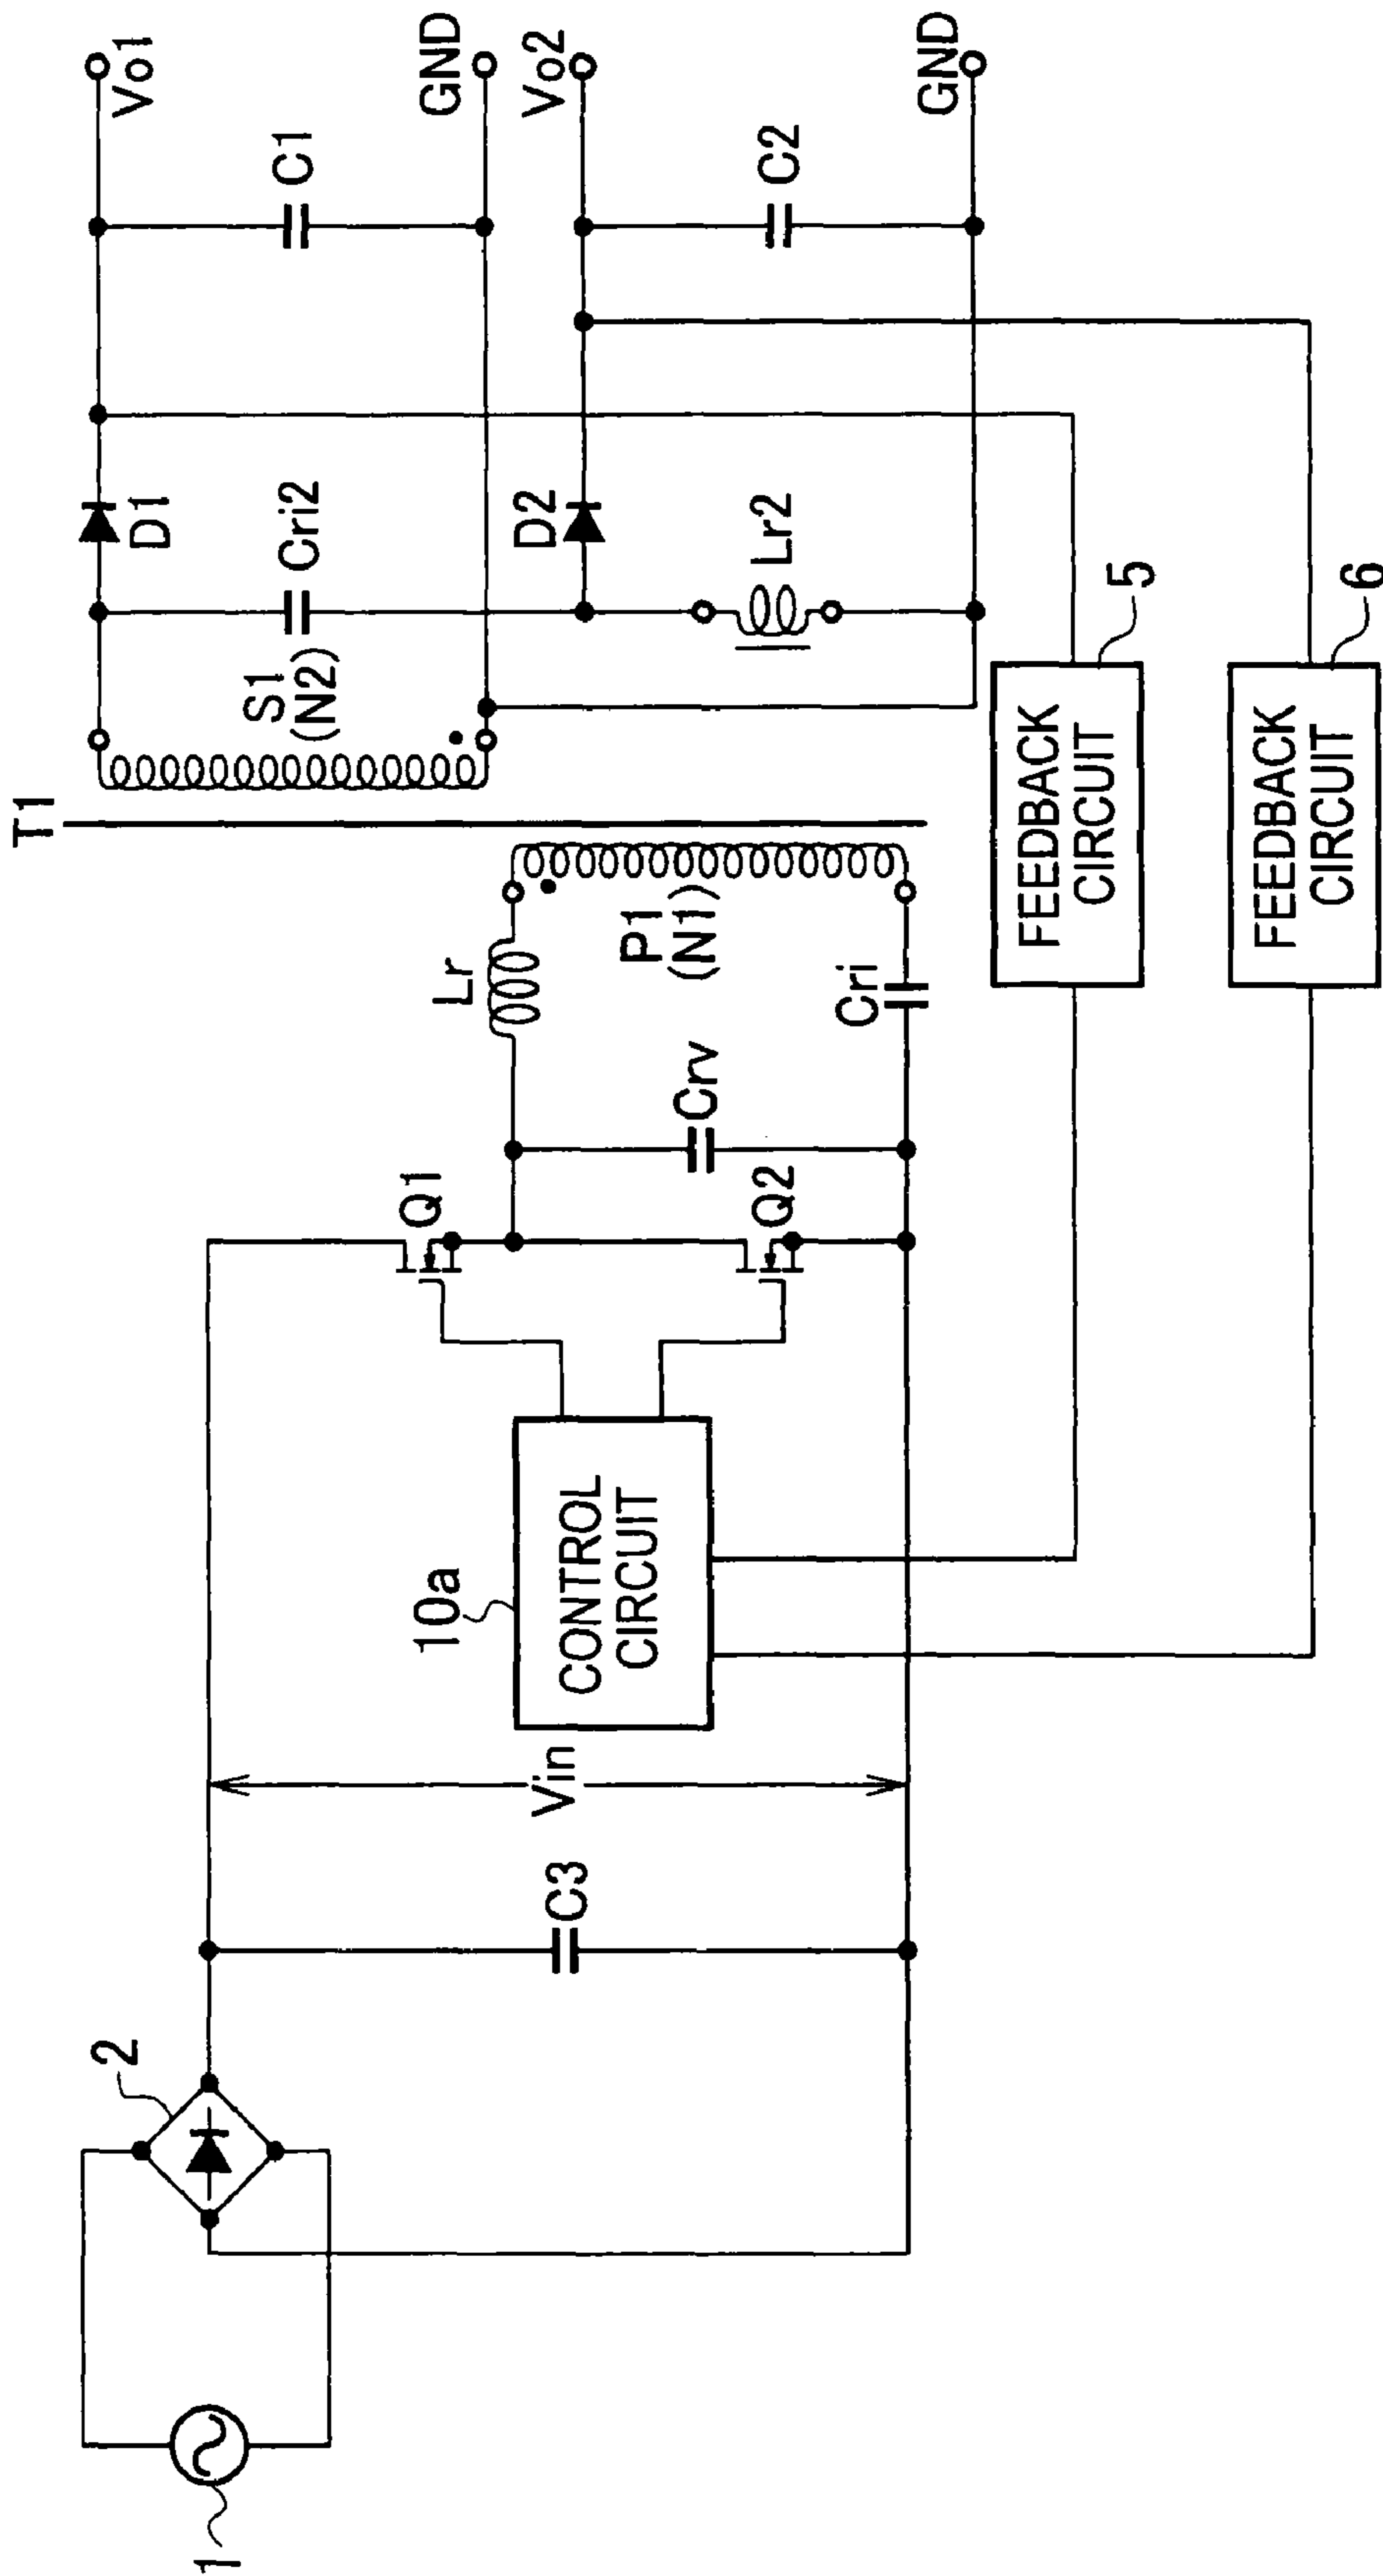 1
2
C3
Vin
10a
CONTROL
CIRCUIT
Q1
Q2
Crv
Lr
Cri
P1
(N1)
T1
S1
(N2)
D1
Cri2
D2
Lr2
C1
C2
Vo1
GND
Vo2
GND
FEEDBACK
CIRCUIT
5
FEEDBACK
CIRCUIT
6